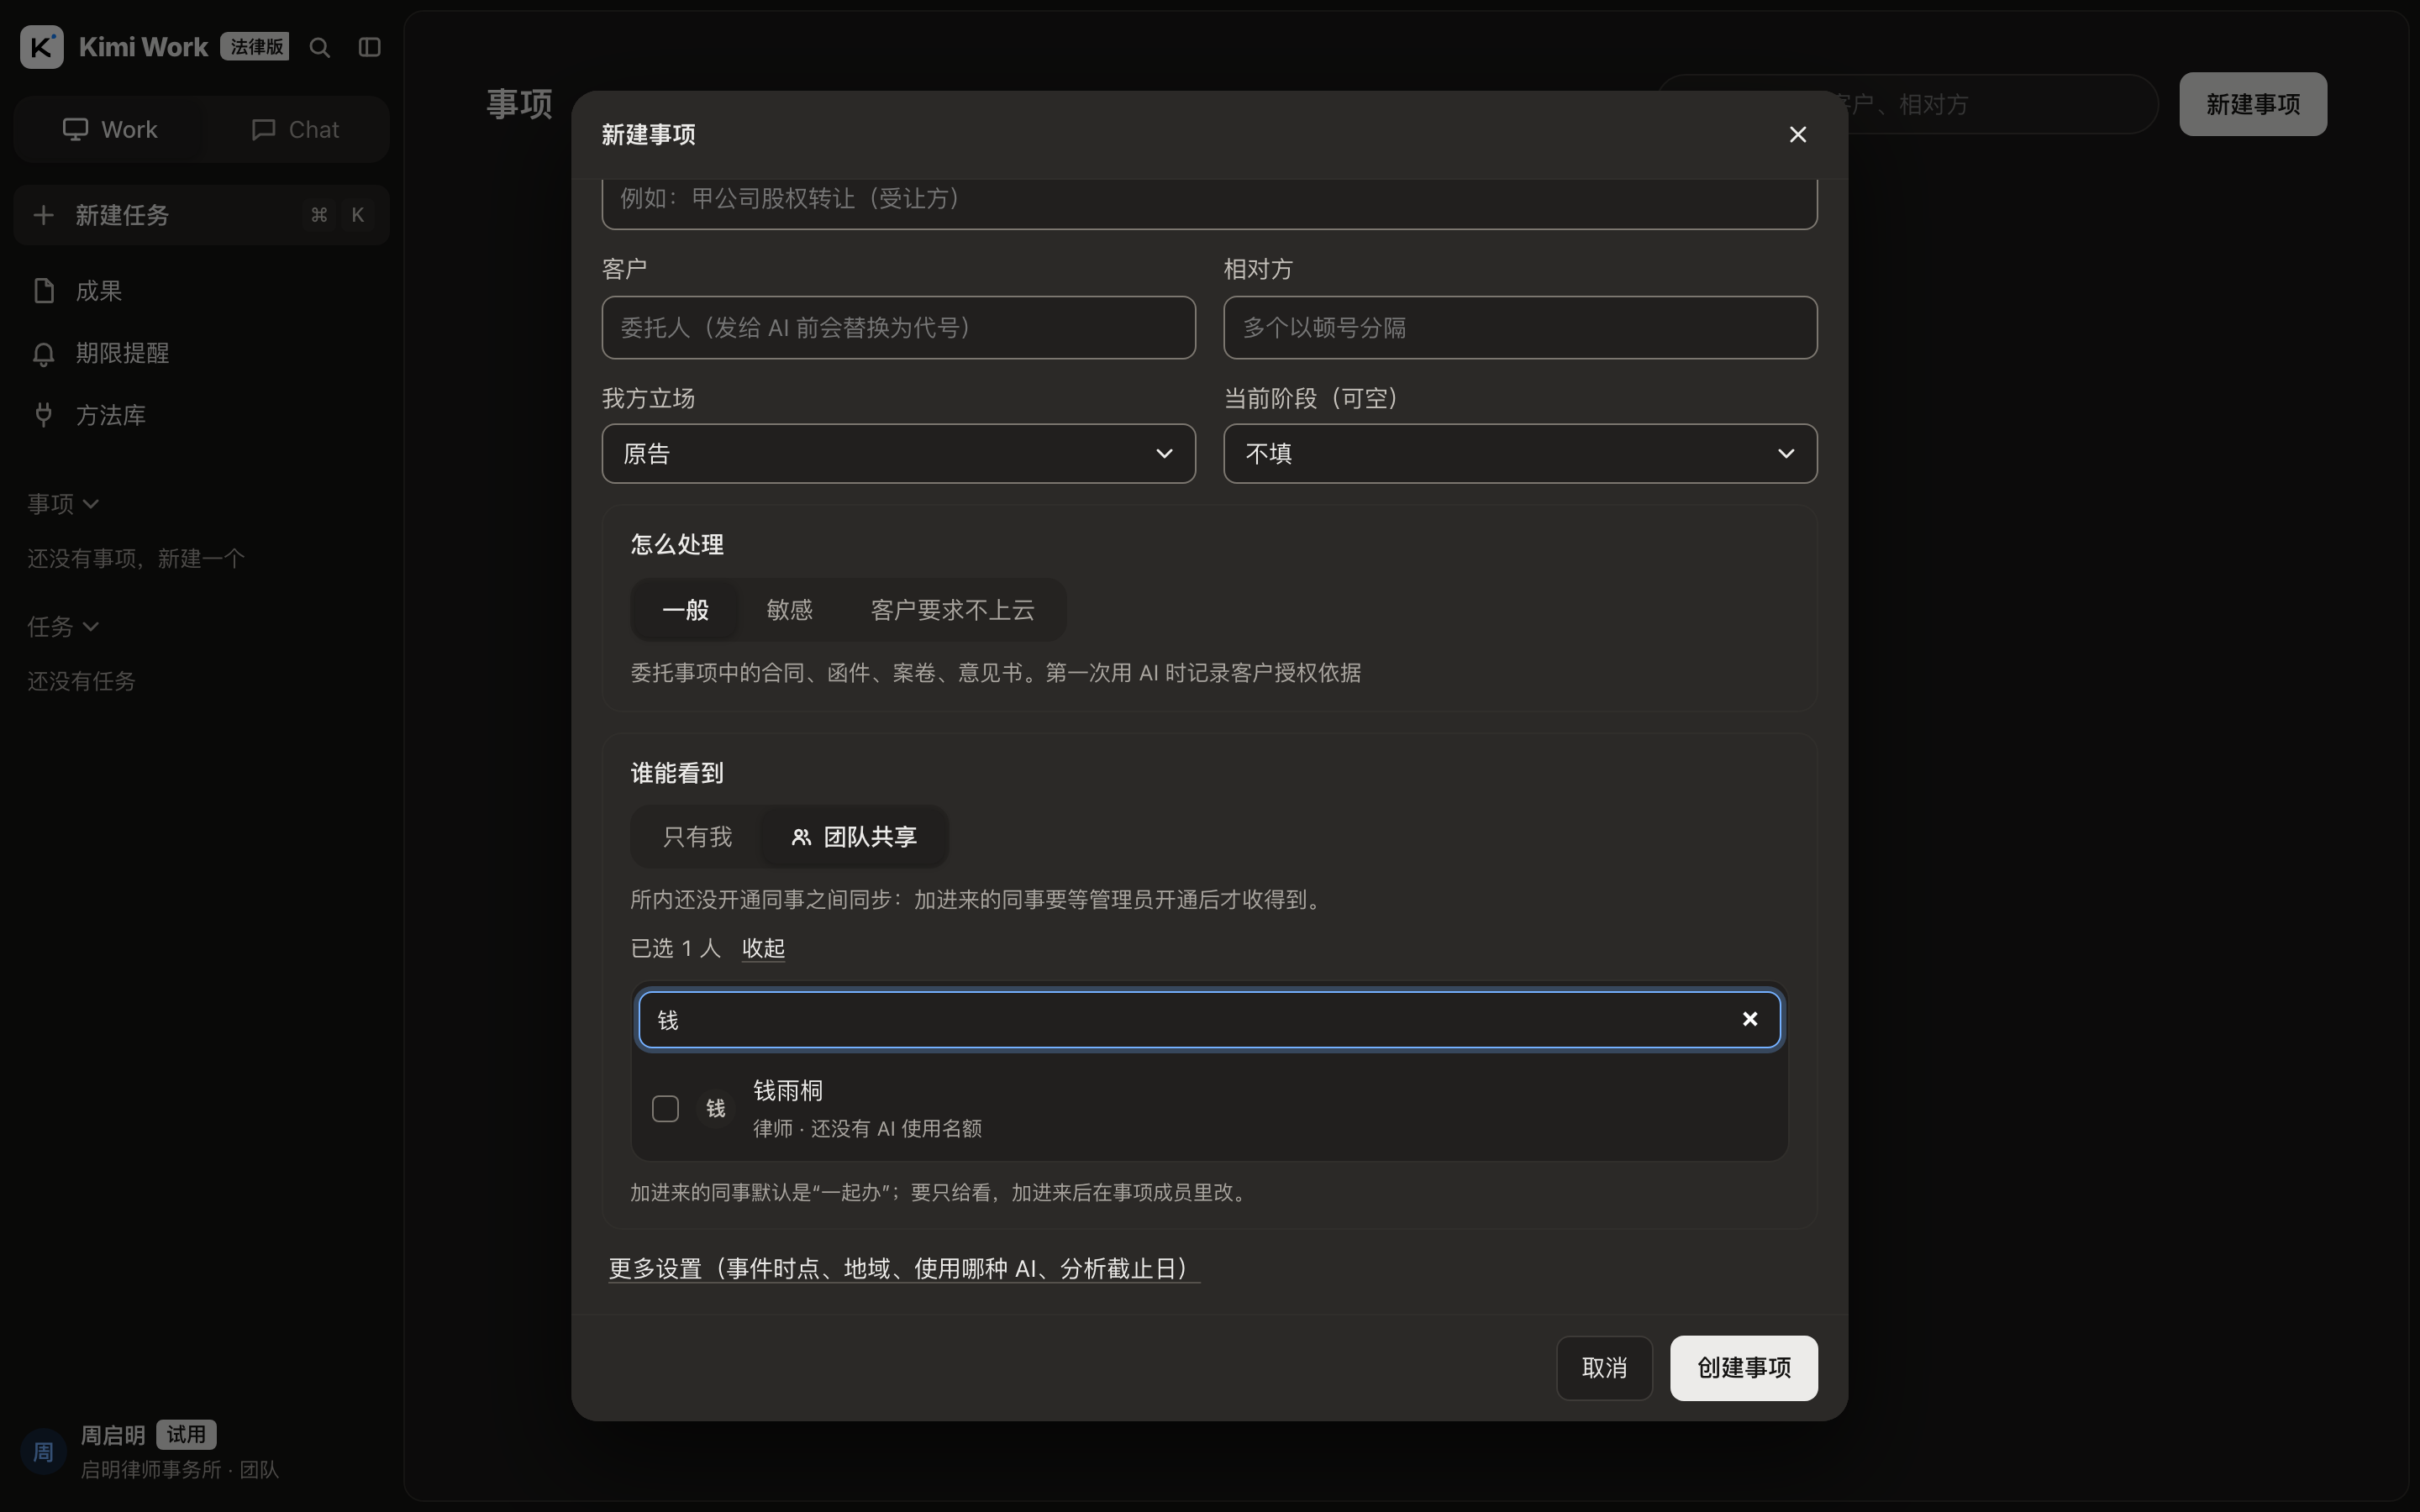 Kimi Work 法律版
Work
Chat
新建任务 ⌘ K
成果
期限提醒
方法库
事项
还没有事项，新建一个
任务
还没有任务
周
周启明 试用
启明律师事务所 · 团队
事项
客户、相对方
新建事项
新建事项
例如：甲公司股权转让（受让方）
客户
相对方
委托人（发给 AI 前会替换为代号）
多个以顿号分隔
我方立场
当前阶段（可空）
原告
不填
怎么处理
一般
敏感
客户要求不上云
委托事项中的合同、函件、案卷、意见书。第一次用 AI 时记录客户授权依据
谁能看到
只有我
团队共享
所内还没开通同事之间同步：加进来的同事要等管理员开通后才收得到。
已选 1 人 收起
钱
钱
钱雨桐
律师 · 还没有 AI 使用名额
加进来的同事默认是“一起办”；要只给看，加进来后在事项成员里改。
更多设置（事件时点、地域、使用哪种 AI、分析截止日）
取消
创建事项